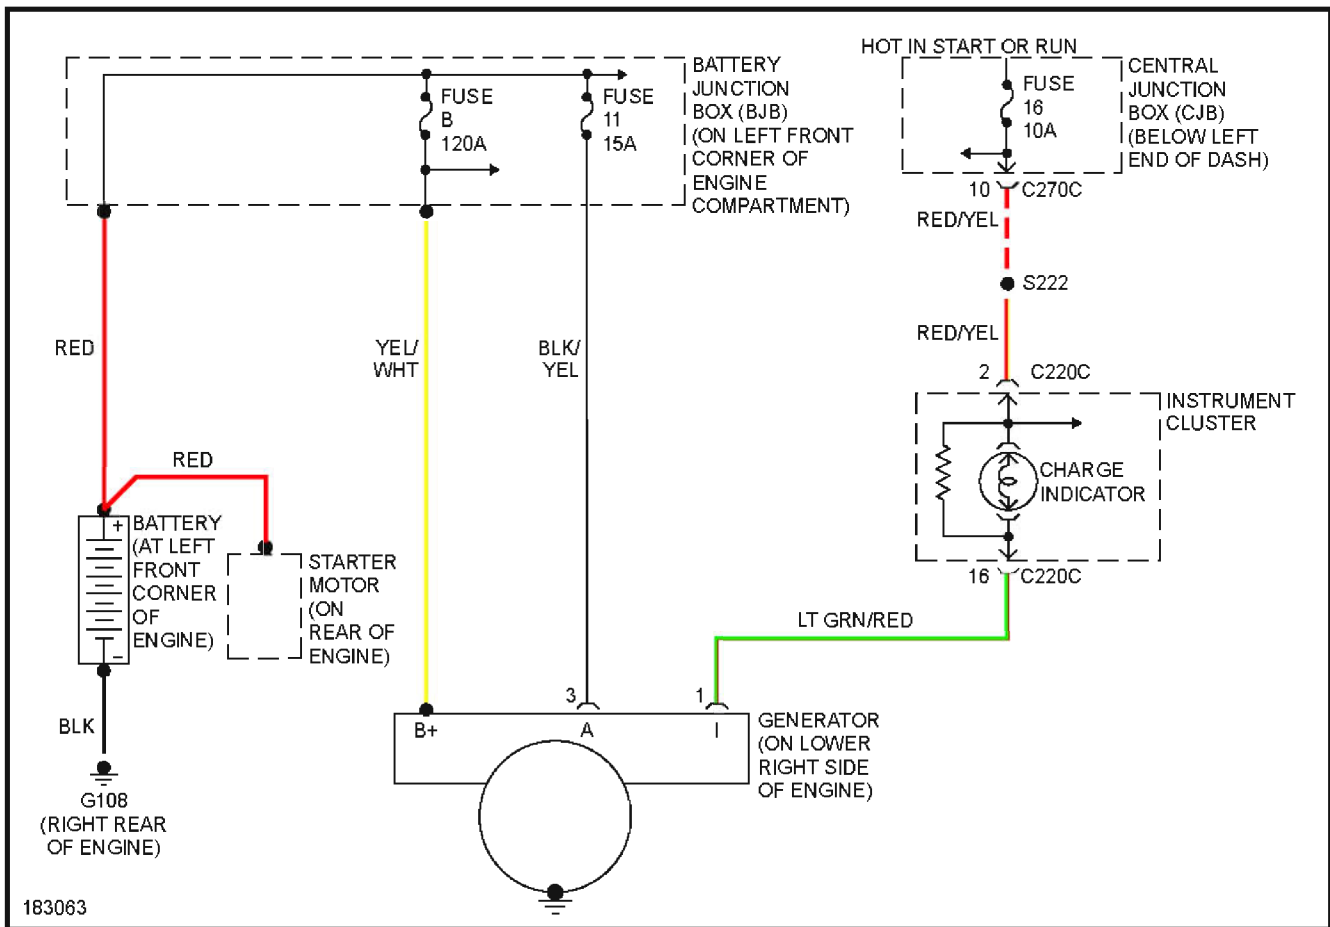 HOT IN START OR RUN
BATTERY
JUNCTION
BOX (BJB)
(ON LEFT FRONT
CORNER OF
ENGINE
COMPARTMENT)
FUSE
B
120A
FUSE
11
15A
FUSE
16
10A
CENTRAL
JUNCTION
BOX (CJB)
(BELOW LEFT
END OF DASH)
10 C270C
RED/YEL
S222
RED/YEL
2 C220C
RED
YEL/
WHT
BLK/
YEL
INSTRUMENT
CLUSTER
CHARGE
INDICATOR
16 C220C
LT GRN/RED
RED
+
BATTERY
(AT LEFT
FRONT
CORNER
OF
ENGINE)
−
STARTER
MOTOR
(ON
REAR OF
ENGINE)
BLK
G108
(RIGHT REAR
OF ENGINE)
3
1
B+
A
I
GENERATOR
(ON LOWER
RIGHT SIDE
OF ENGINE)
183063